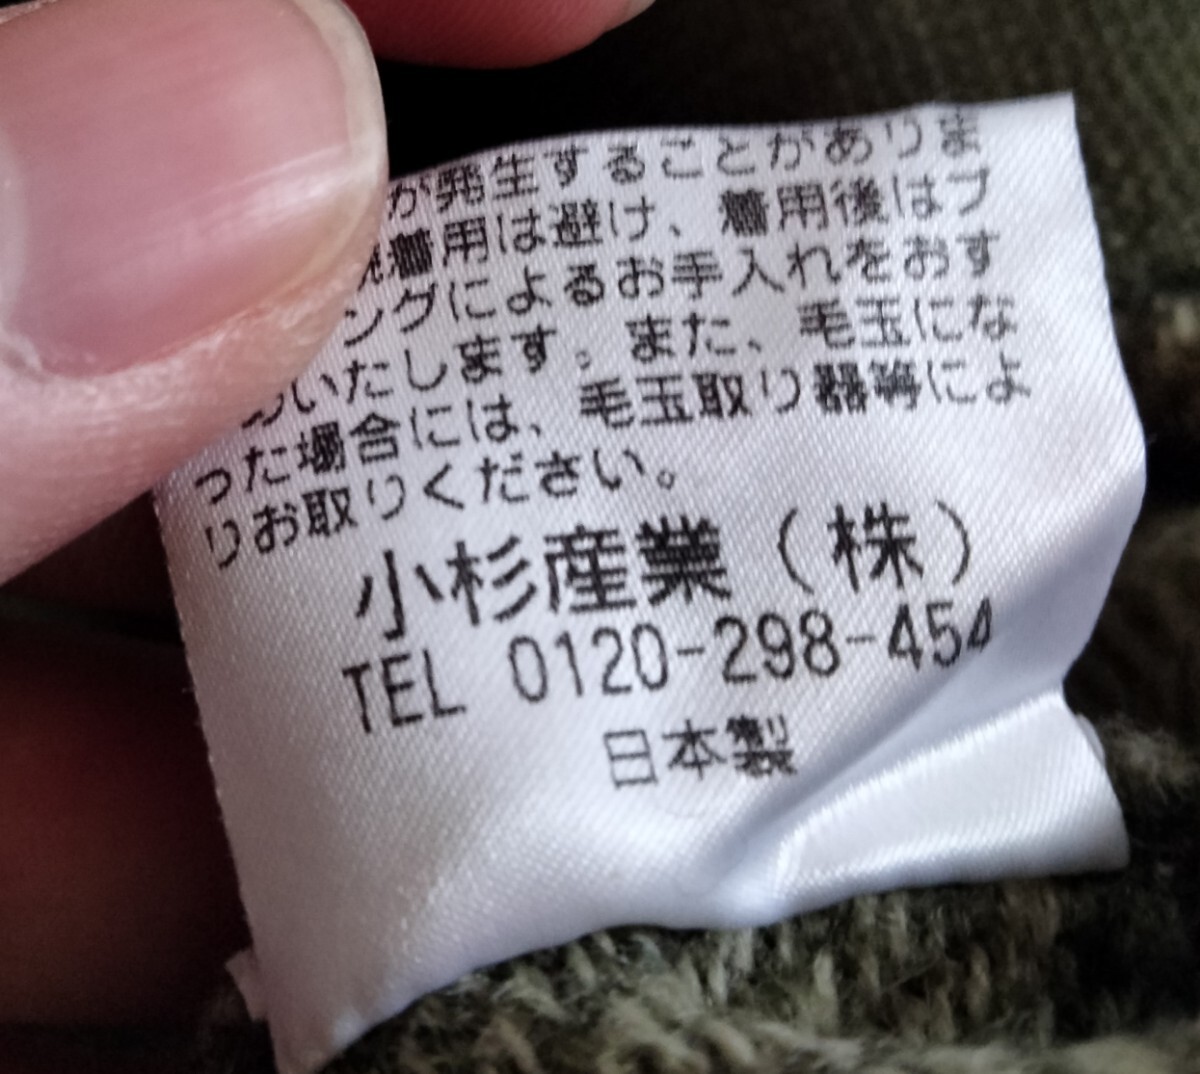 が発生することがありま
着用は避け、着用後はブ
ングによるお手入れをおす
いたします。また、毛玉にな
った場合には、毛玉取り器等によ
りお取りください。
小杉産業（株）
TEL 0120-298-454
日本製